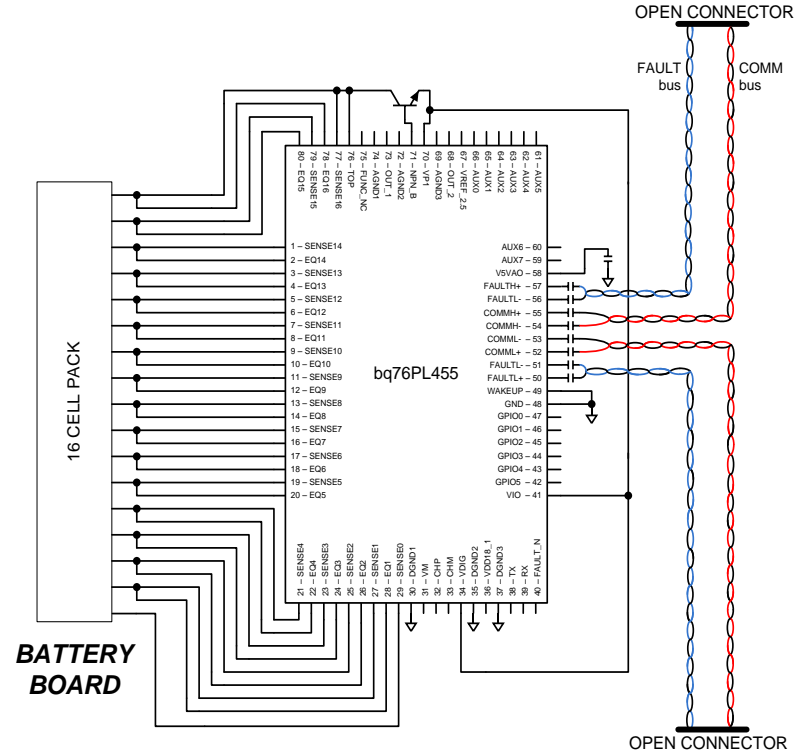 OPEN CONNECTOR
FAULT
bus
COMM
bus
80 – EQ15
79 – SENSE15
78 – EQ16
77 – SENSE16
76 – TOP
75 – FUNC_NC
74 – AGND1
73 – OUT_1
72 – AGND2
71 – NPN_B
70 – VP1
69 – AGND3
68 – OUT_2
67 – VREF_2.5
66 – AUX0
65 – AUX1
64 – AUX2
63 – AUX3
62 – AUX4
61 – AUX5
16 CELL PACK
1 – SENSE14
2 – EQ14
3 – SENSE13
4 – EQ13
5 – SENSE12
6 – EQ12
7 – SENSE11
8 – EQ11
9 – SENSE10
10 – EQ10
11 – SENSE9
12 – EQ9
13 – SENSE8
14 – EQ8
15 – SENSE7
16 – EQ7
17 – SENSE6
18 – EQ6
19 – SENSE5
20 – EQ5
bq76PL455
AUX6 – 60
AUX7 – 59
V5VAO – 58
FAULTH+ – 57
FAULTL- – 56
COMMH+ – 55
COMMH- – 54
COMML- – 53
COMML+ – 52
FAULTL- – 51
FAULTL+ – 50
WAKEUP – 49
GND – 48
GPIO0 – 47
GPIO1 – 46
GPIO2 – 45
GPIO3 – 44
GPIO4 – 43
GPIO5 – 42
VIO – 41
21 – SENSE4
22 – EQ4
23 – SENSE3
24 – EQ3
25 – SENSE2
26 – EQ2
27 – SENSE1
28 – EQ1
29 – SENSE0
30 – DGND1
31 – VM
32 – CHP
33 – CHM
34 – VDIG
35 – DGND2
36 – VDD18_1
37 – DGND3
38 – TX
39 – RX
40 – FAULT_N
BATTERY
BOARD
OPEN CONNECTOR